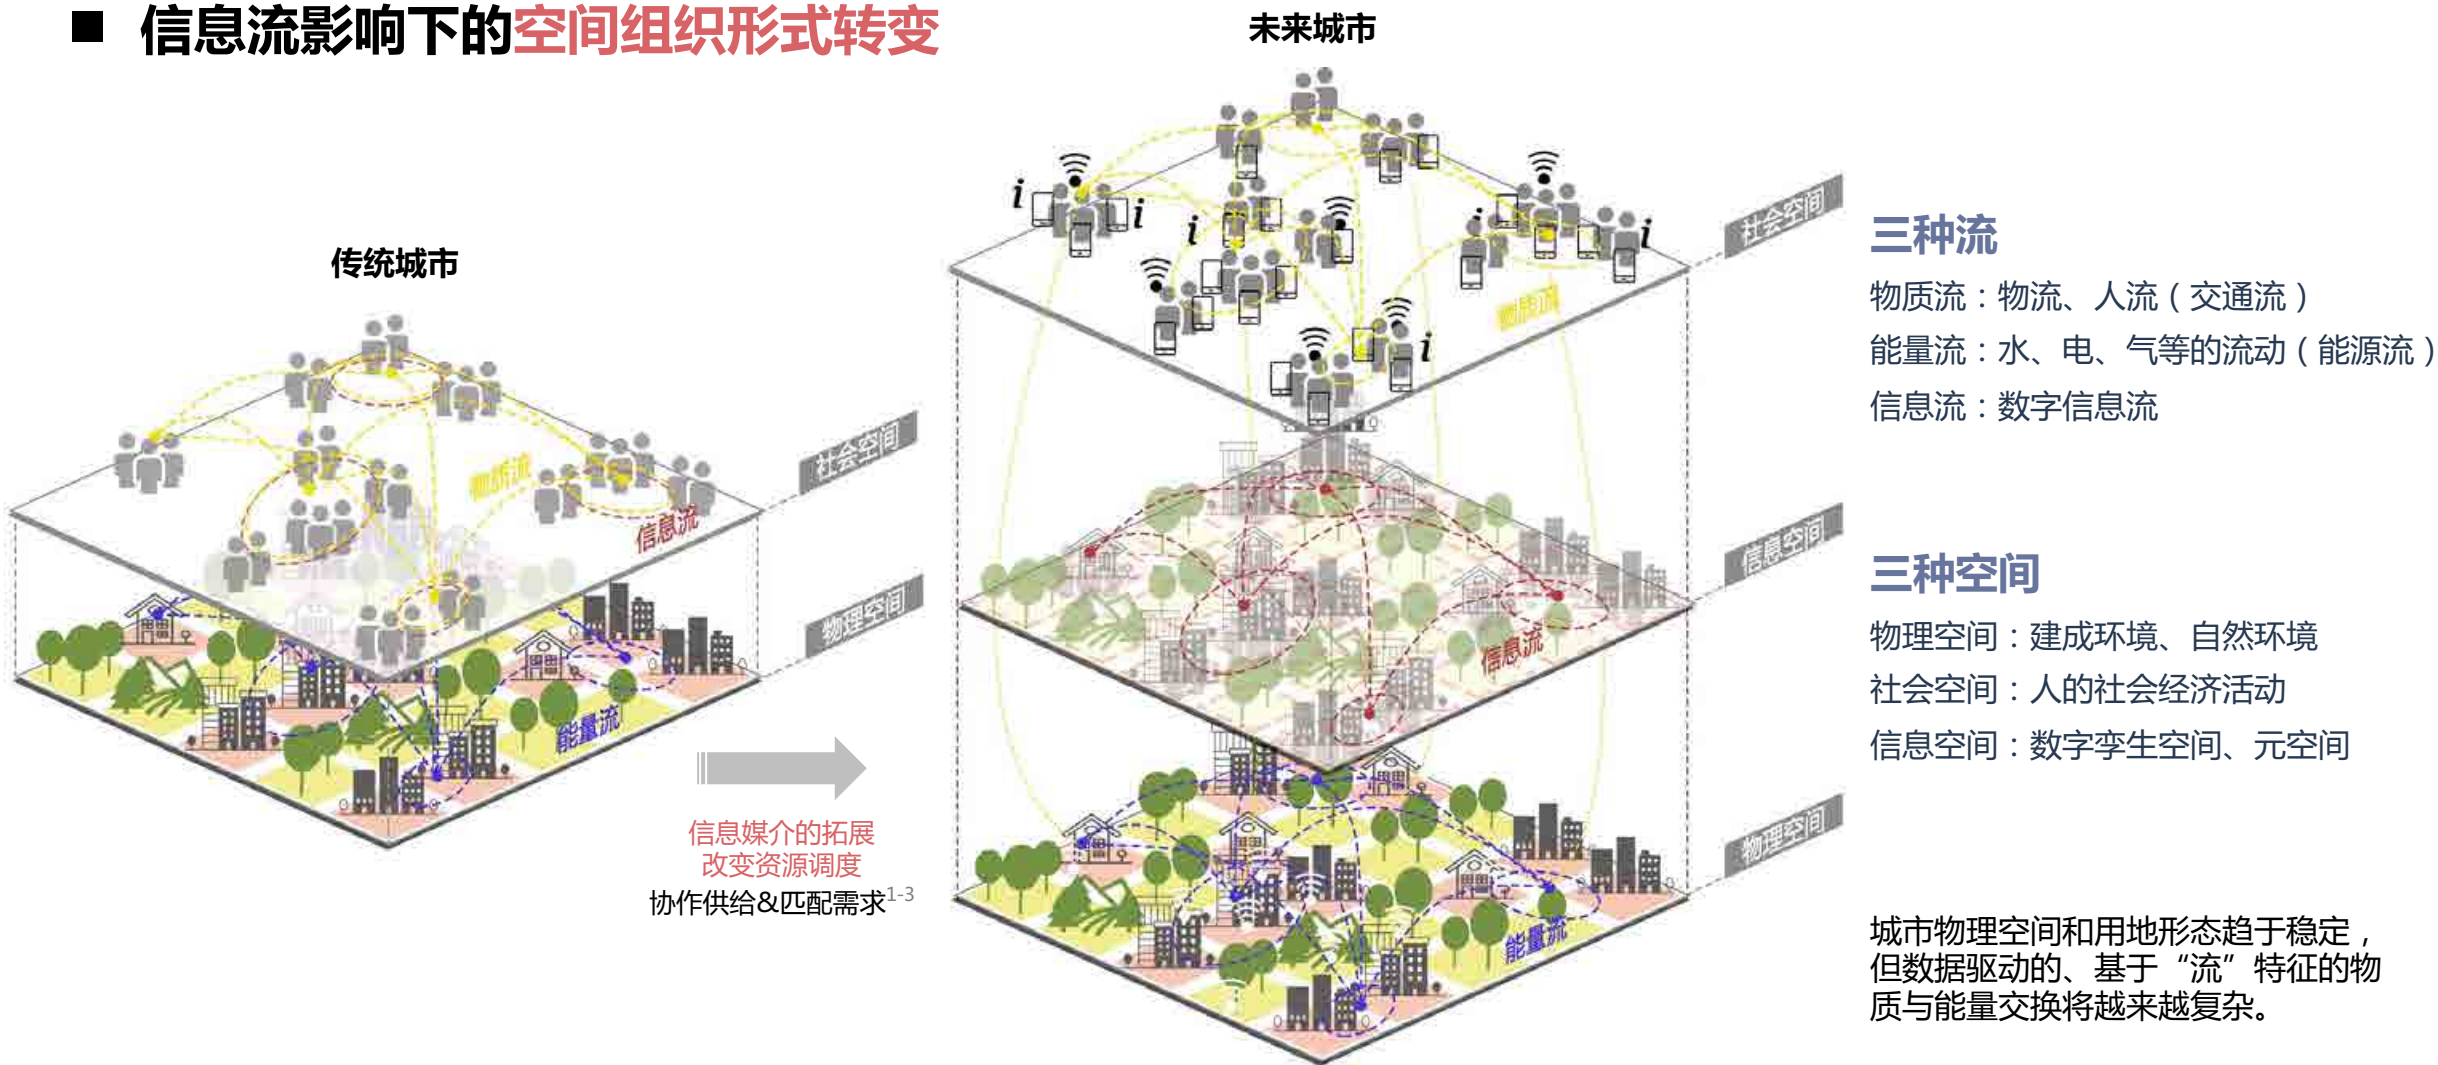 ■ 信息流影响下的空间组织形式转变
传统城市
社会空间
物质流
信息流
物理空间
能量流
信息媒介的拓展
改变资源调度
协作供给&匹配需求1-3
未来城市
i
i
i
i
i
i
社会空间
物质流
信息空间
信息流
物理空间
能量流
三种流
物质流：物流、人流（交通流）
能量流：水、电、气等的流动（能源流）
信息流：数字信息流
三种空间
物理空间：建成环境、自然环境
社会空间：人的社会经济活动
信息空间：数字孪生空间、元空间
城市物理空间和用地形态趋于稳定，
但数据驱动的、基于“流”特征的物
质与能量交换将越来越复杂。